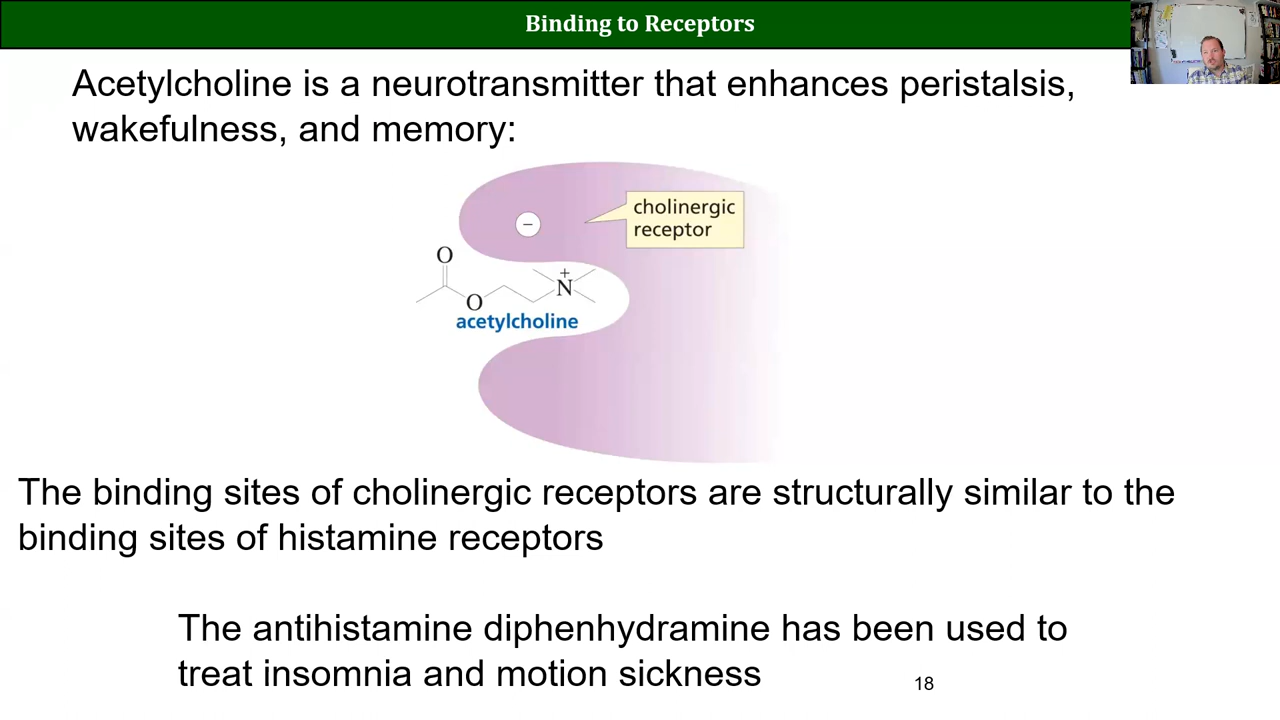 Binding to Receptors
Acetylcholine is a neurotransmitter that enhances peristalsis,
wakefulness, and memory:
−
cholinergic
receptor
O
+
N
O
acetylcholine
The binding sites of cholinergic receptors are structurally similar to the
binding sites of histamine receptors
The antihistamine diphenhydramine has been used to
treat insomnia and motion sickness
18